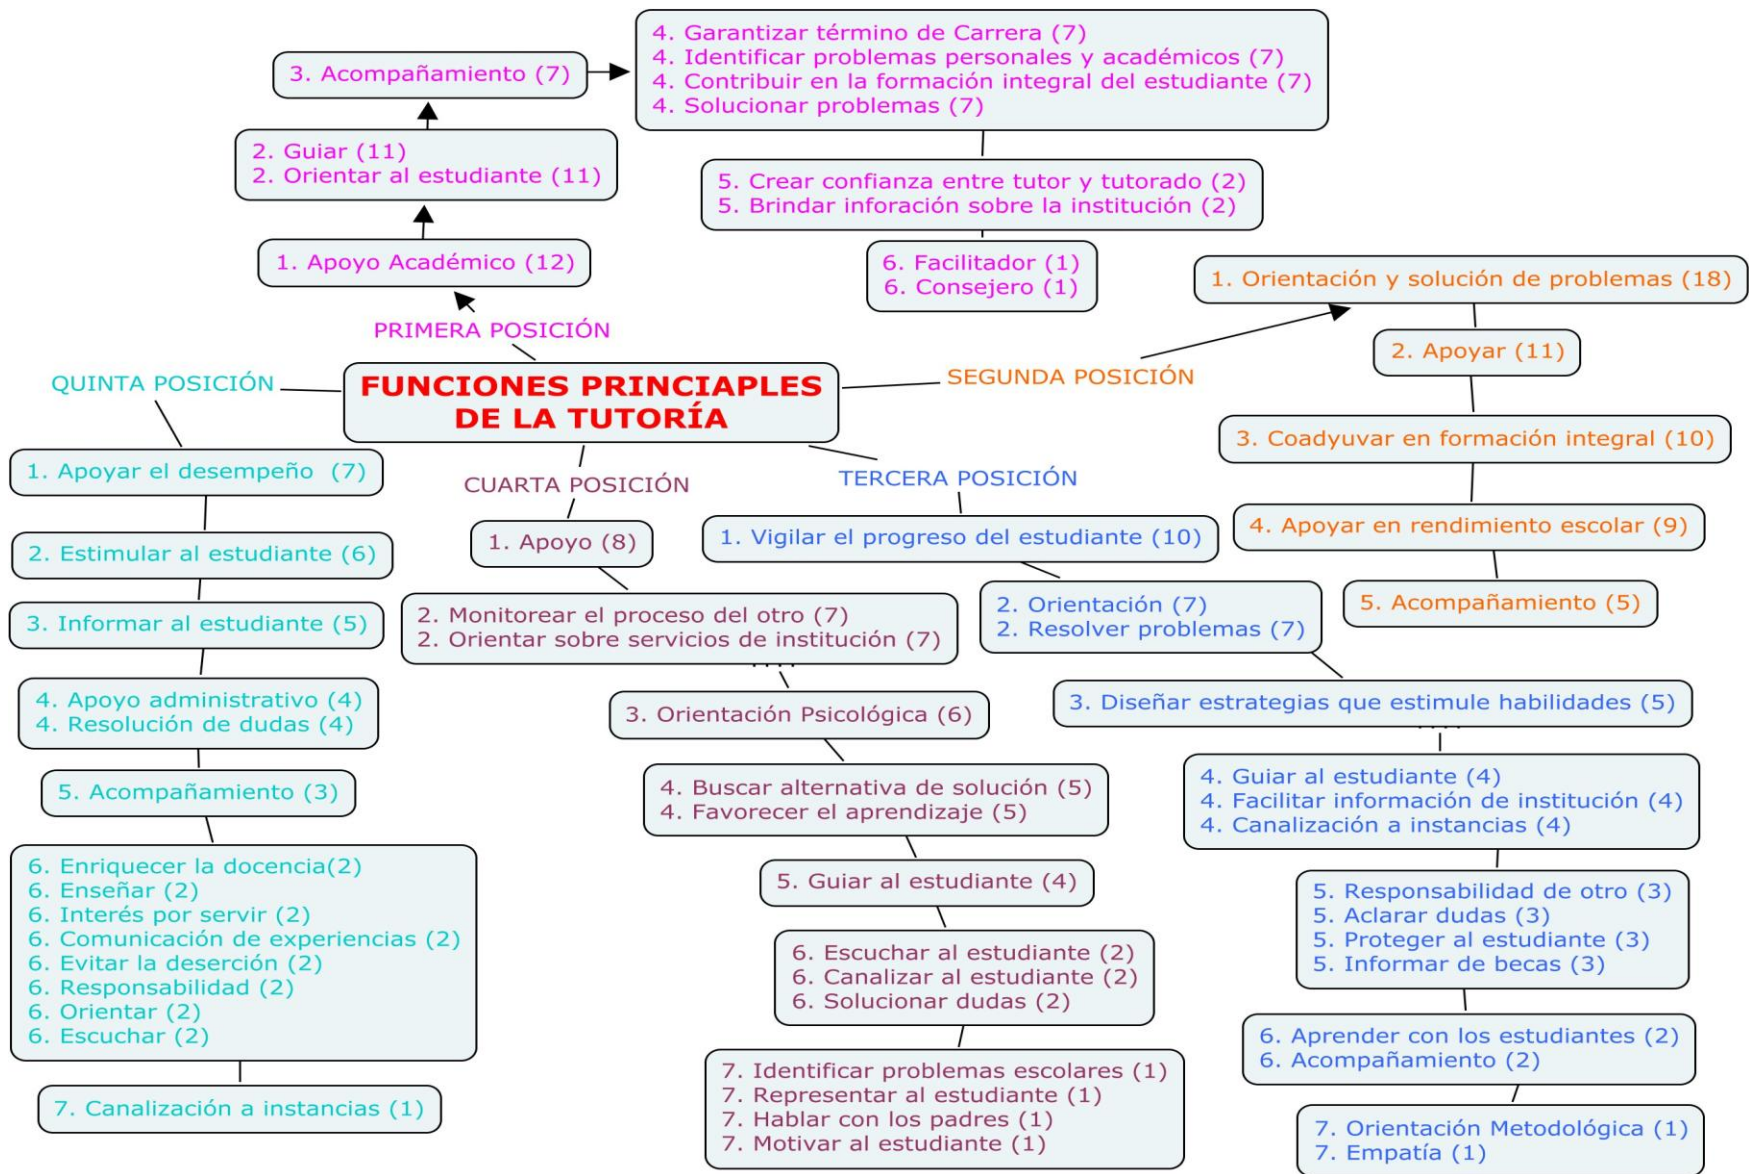 4. Garantizar término de Carrera (7)
4. Identificar problemas personales y académicos (7)
4. Contribuir en la formación integral del estudiante (7)
4. Solucionar problemas (7)
3. Acompañamiento (7)
2. Guiar (11)
2. Orientar al estudiante (11)
5. Crear confianza entre tutor y tutorado (2)
5. Brindar inforación sobre la institución (2)
1. Apoyo Académico (12)
6. Facilitador (1)
6. Consejero (1)
PRIMERA POSICIÓN
FUNCIONES PRINCIAPLES
DE LA TUTORÍA
SEGUNDA POSICIÓN
1. Orientación y solución de problemas (18)
2. Apoyar (11)
3. Coadyuvar en formación integral (10)
4. Apoyar en rendimiento escolar (9)
5. Acompañamiento (5)
TERCERA POSICIÓN
1. Vigilar el progreso del estudiante (10)
2. Orientación (7)
2. Resolver problemas (7)
3. Diseñar estrategias que estimule habilidades (5)
4. Guiar al estudiante (4)
4. Facilitar información de institución (4)
4. Canalización a instancias (4)
5. Responsabilidad de otro (3)
5. Aclarar dudas (3)
5. Proteger al estudiante (3)
5. Informar de becas (3)
6. Aprender con los estudiantes (2)
6. Acompañamiento (2)
7. Orientación Metodológica (1)
7. Empatía (1)
CUARTA POSICIÓN
1. Apoyo (8)
2. Monitorear el proceso del otro (7)
2. Orientar sobre servicios de institución (7)
3. Orientación Psicológica (6)
4. Buscar alternativa de solución (5)
4. Favorecer el aprendizaje (5)
5. Guiar al estudiante (4)
6. Escuchar al estudiante (2)
6. Canalizar al estudiante (2)
6. Solucionar dudas (2)
7. Identificar problemas escolares (1)
7. Representar al estudiante (1)
7. Hablar con los padres (1)
7. Motivar al estudiante (1)
QUINTA POSICIÓN
1. Apoyar el desempeño (7)
2. Estimular al estudiante (6)
3. Informar al estudiante (5)
4. Apoyo administrativo (4)
4. Resolución de dudas (4)
5. Acompañamiento (3)
6. Enriquecer la docencia(2)
6. Enseñar (2)
6. Interés por servir (2)
6. Comunicación de experiencias (2)
6. Evitar la deserción (2)
6. Responsabilidad (2)
6. Orientar (2)
6. Escuchar (2)
7. Canalización a instancias (1)